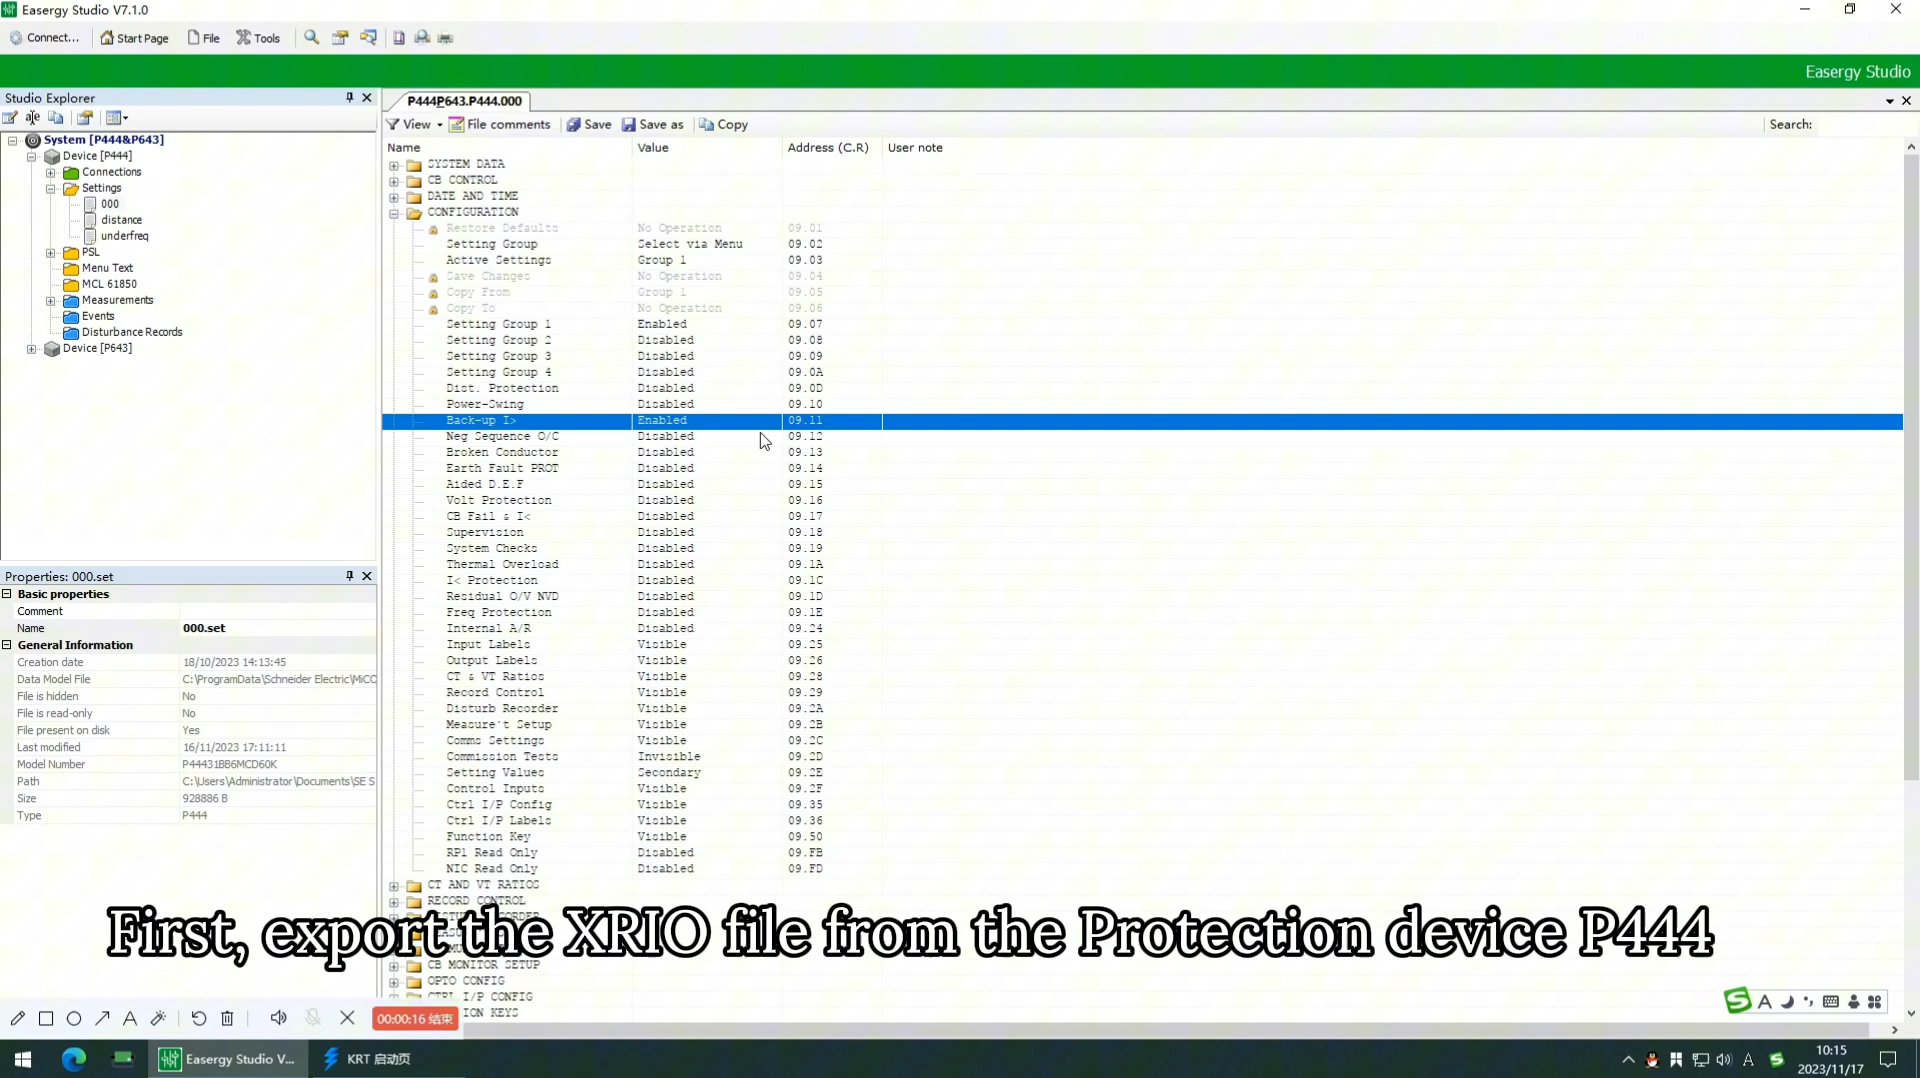 Easergy Studio V7.1.0
Connect... Start Page File Tools
Easergy Studio
Studio Explorer
P444P643.P444.000
View File comments Save Save as Copy Search:
Name Value Address (C.R) User note
System [P444&P643]
Device [P444]
Connections
Settings
000
distance
underfreq
PSL
Menu Text
MCL 61850
Measurements
Events
Disturbance Records
Device [P643]
SYSTEM DATA
CB CONTROL
DATE AND TIME
CONFIGURATION
Restore Defaults No Operation 09.01
Setting Group Select via Menu 09.02
Active Settings Group 1 09.03
Save Changes No Operation 09.04
Copy From Group 1 09.05
Copy To No Operation 09.06
Setting Group 1 Enabled 09.07
Setting Group 2 Disabled 09.08
Setting Group 3 Disabled 09.09
Setting Group 4 Disabled 09.0A
Dist. Protection Disabled 09.0D
Power-Swing Disabled 09.10
Back-up I> Enabled 09.11
Neg Sequence O/C Disabled 09.12
Broken Conductor Disabled 09.13
Earth Fault PROT Disabled 09.14
Aided D.E.F Disabled 09.15
Volt Protection Disabled 09.16
CB Fail & I< Disabled 09.17
Supervision Disabled 09.18
System Checks Disabled 09.19
Thermal Overload Disabled 09.1A
I< Protection Disabled 09.1C
Residual O/V NVD Disabled 09.1D
Freq Protection Disabled 09.1E
Internal A/R Disabled 09.24
Input Labels Visible 09.25
Output Labels Visible 09.26
CT & VT Ratios Visible 09.28
Record Control Visible 09.29
Disturb Recorder Visible 09.2A
Measure't Setup Visible 09.2B
Comms Settings Visible 09.2C
Commission Tests Invisible 09.2D
Setting Values Secondary 09.2E
Control Inputs Visible 09.2F
Ctrl I/P Config Visible 09.35
Ctrl I/P Labels Visible 09.36
Function Key Visible 09.50
RP1 Read Only Disabled 09.FB
NIC Read Only Disabled 09.FD
CT AND VT RATIOS
RECORD CONTROL
CB MONITOR SETUP
OPTO CONFIG
CTRL I/P CONFIG
ION KEYS
Properties: 000.set
Basic properties
Comment
Name 000.set
General Information
Creation date 18/10/2023 14:13:45
Data Model File C:\ProgramData\Schneider Electric\MiCO
File is hidden No
File is read-only No
File present on disk Yes
Last modified 16/11/2023 17:11:11
Model Number P44431BB6MCD60K
Path C:\Users\Administrator\Documents\SE S
Size 928886 B
Type P444
First, export the XRIO file from the Protection device P444
00:00:16 结束
Easergy Studio V...
KRT 启动页
10:15
2023/11/17